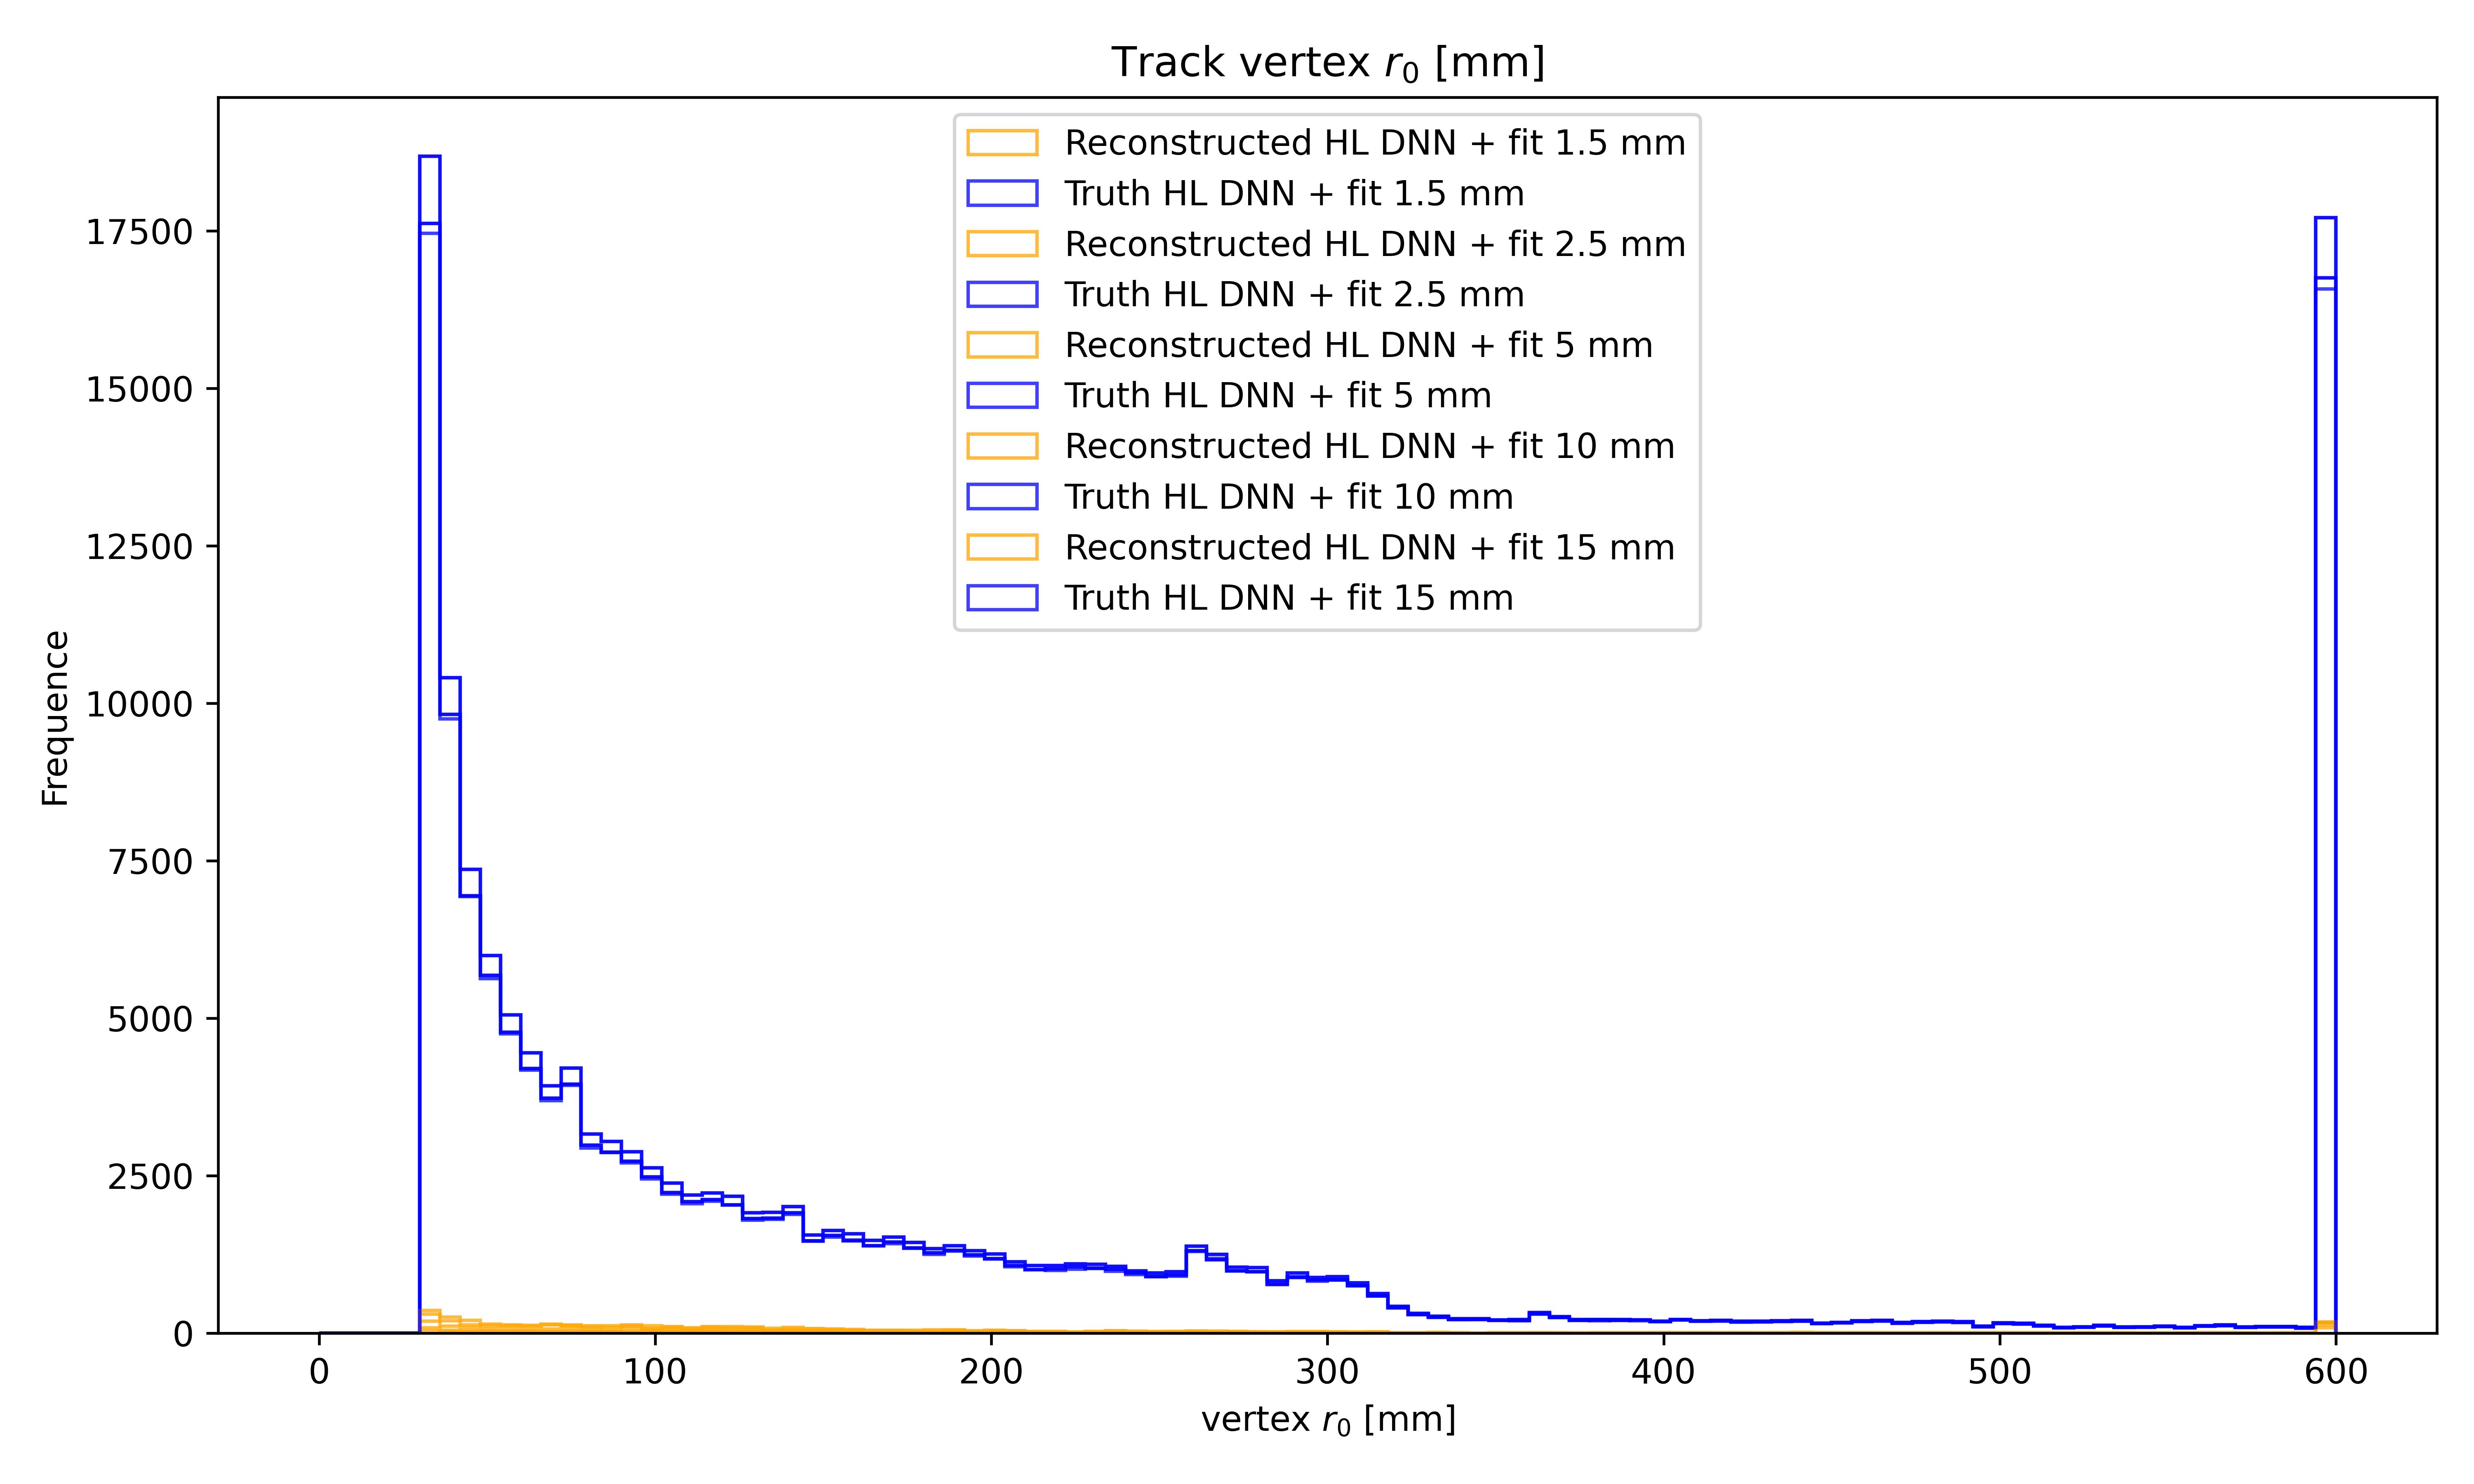 Track vertex r₀ [mm]
Reconstructed HL DNN + fit 1.5 mm
Truth HL DNN + fit 1.5 mm
Reconstructed HL DNN + fit 2.5 mm
Truth HL DNN + fit 2.5 mm
Reconstructed HL DNN + fit 5 mm
Truth HL DNN + fit 5 mm
Reconstructed HL DNN + fit 10 mm
Truth HL DNN + fit 10 mm
Reconstructed HL DNN + fit 15 mm
Truth HL DNN + fit 15 mm
17500
15000
12500
10000
7500
5000
2500
0
Frequence
0 100 200 300 400 500 600
vertex r₀ [mm]